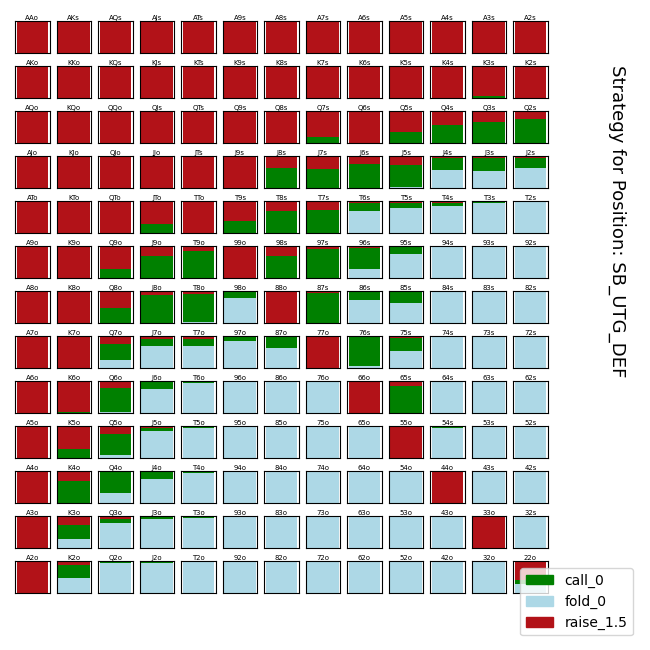 AAo AKs AQs AJs ATs A9s A8s A7s A6s A5s A4s A3s A2s
AKo KKo KQs KJs KTs K9s K8s K7s K6s K5s K4s K3s K2s
AQo KQo QQo QJs QTs Q9s Q8s Q7s Q6s Q5s Q4s Q3s Q2s
AJo KJo QJo JJo JTs J9s J8s J7s J6s J5s J4s J3s J2s
ATo KTo QTo JTo TTo T9s T8s T7s T6s T5s T4s T3s T2s
A9o K9o Q9o J9o T9o 99o 98s 97s 96s 95s 94s 93s 92s
A8o K8o Q8o J8o T8o 98o 88o 87s 86s 85s 84s 83s 82s
A7o K7o Q7o J7o T7o 97o 87o 77o 76s 75s 74s 73s 72s
A6o K6o Q6o J6o T6o 96o 86o 76o 66o 65s 64s 63s 62s
A5o K5o Q5o J5o T5o 95o 85o 75o 65o 55o 54s 53s 52s
A4o K4o Q4o J4o T4o 94o 84o 74o 64o 54o 44o 43s 42s
A3o K3o Q3o J3o T3o 93o 83o 73o 63o 53o 43o 33o 32s
A2o K2o Q2o J2o T2o 92o 82o 72o 62o 52o 42o 32o 22o
Strategy for Position: SB_UTG_DEF
call_0
fold_0
raise_1.5